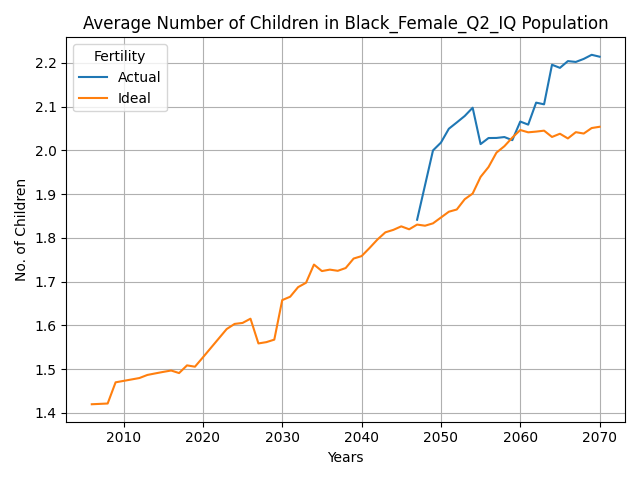 Average Number of Children in Black_Female_Q2_IQ Population
Fertility
Actual
Ideal
No. of Children
2.2
2.1
2.0
1.9
1.8
1.7
1.6
1.5
1.4
2010 2020 2030 2040 2050 2060 2070
Years